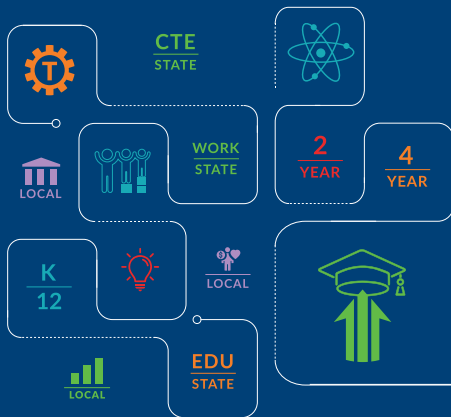 T
CTE
STATE
LOCAL
WORK
STATE
2
YEAR
4
YEAR
K
12
LOCAL
LOCAL
EDU
STATE